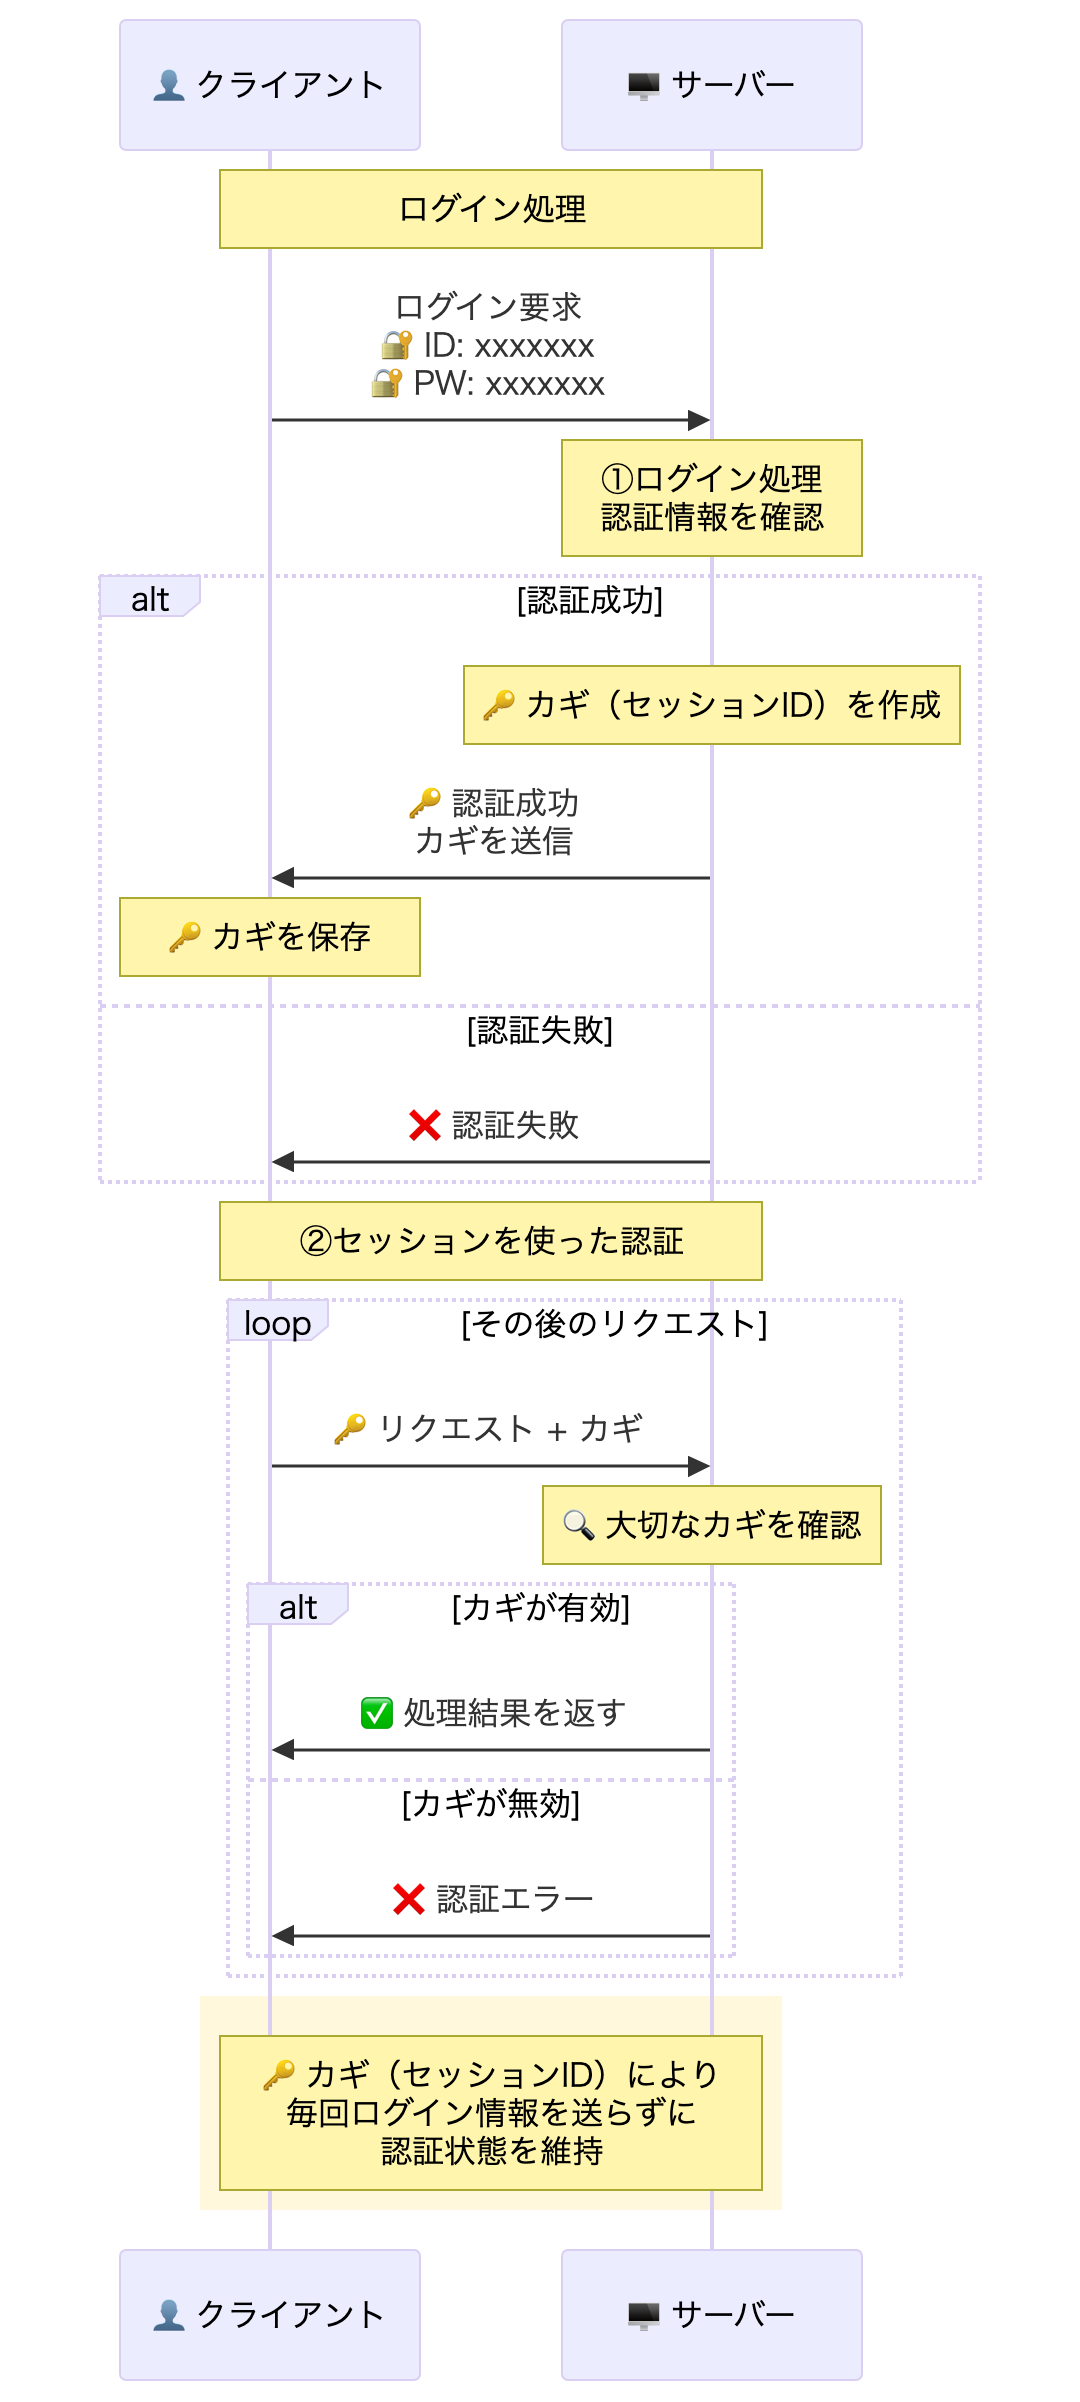 👤 クライアント
🖥️ サーバー
ログイン処理
ログイン要求
🔐 ID: xxxxxxx
🔐 PW: xxxxxxx
①ログイン処理
認証情報を確認
alt
[認証成功]
🔑 カギ（セッションID）を作成
🔑 認証成功
カギを送信
🔑 カギを保存
[認証失敗]
❌ 認証失敗
②セッションを使った認証
loop
[その後のリクエスト]
🔑 リクエスト + カギ
🔍 大切なカギを確認
alt
[カギが有効]
✅ 処理結果を返す
[カギが無効]
❌ 認証エラー
🔑 カギ（セッションID）により
毎回ログイン情報を送らずに
認証状態を維持
👤 クライアント
🖥️ サーバー